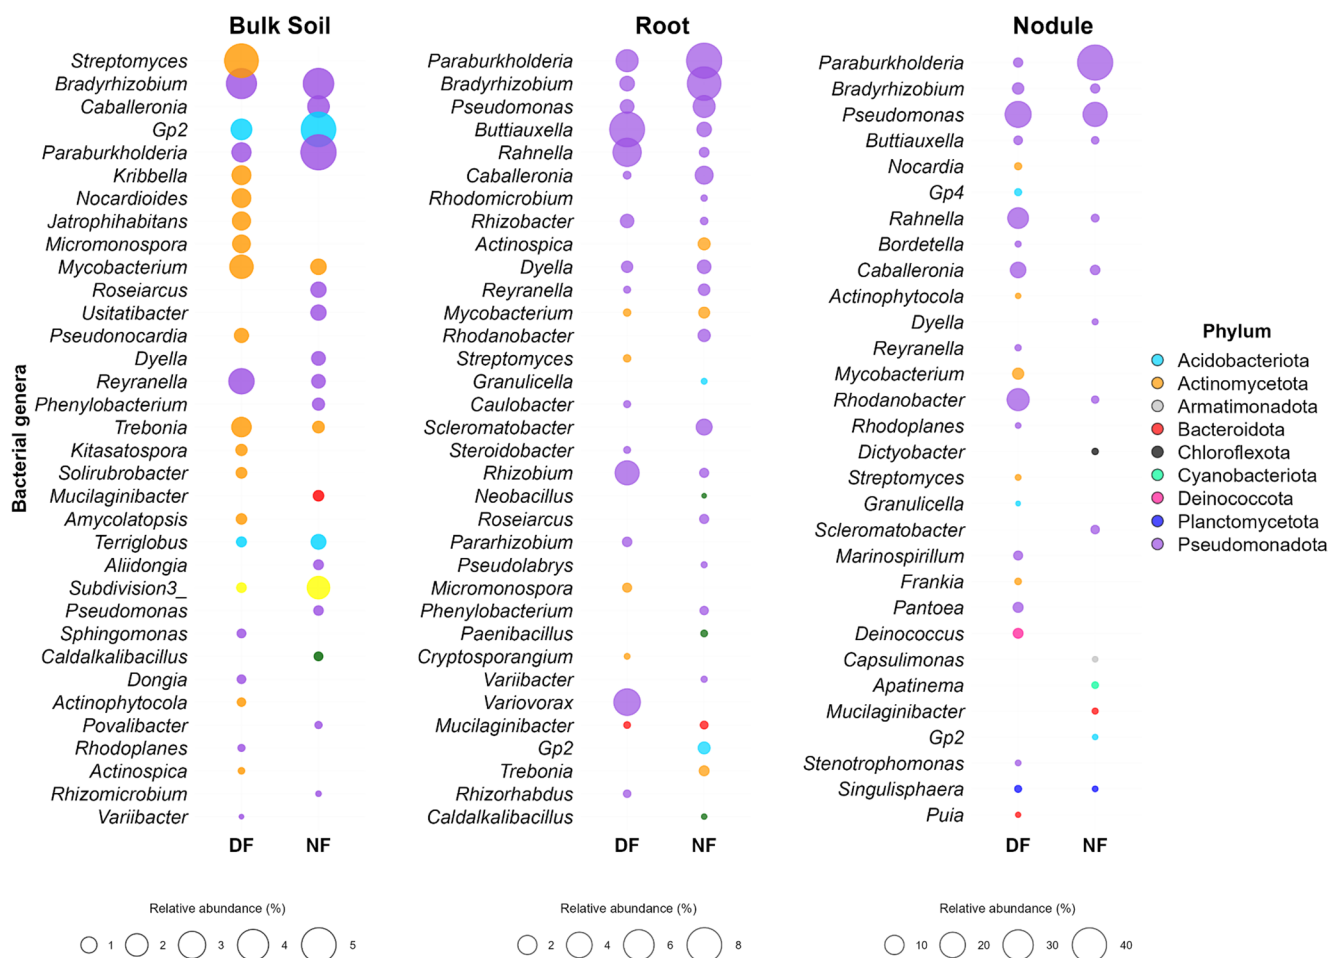 Bulk Soil
Root
Nodule
Bacterial genera
Streptomyces
Bradyrhizobium
Caballeronia
Gp2
Paraburkholderia
Kribbella
Nocardioides
Jatrophihabitans
Micromonospora
Mycobacterium
Roseiarcus
Usitatibacter
Pseudonocardia
Dyella
Reyranella
Phenylobacterium
Trebonia
Kitasatospora
Solirubrobacter
Mucilaginibacter
Amycolatopsis
Terriglobus
Aliidongia
Subdivision3_
Pseudomonas
Sphingomonas
Caldalkalibacillus
Dongia
Actinophytocola
Povalibacter
Rhodoplanes
Actinospica
Rhizomicrobium
Variibacter
DF NF
Relative abundance (%)
1 2 3 4 5
Paraburkholderia
Bradyrhizobium
Pseudomonas
Buttiauxella
Rahnella
Caballeronia
Rhodomicrobium
Rhizobacter
Actinospica
Dyella
Reyranella
Mycobacterium
Rhodanobacter
Streptomyces
Granulicella
Caulobacter
Scleromatobacter
Steroidobacter
Rhizobium
Neobacillus
Roseiarcus
Pararhizobium
Pseudolabrys
Micromonospora
Phenylobacterium
Paenibacillus
Cryptosporangium
Variibacter
Variovorax
Mucilaginibacter
Gp2
Trebonia
Rhizorhabdus
Caldalkalibacillus
DF NF
Relative abundance (%)
2 4 6 8
Paraburkholderia
Bradyrhizobium
Pseudomonas
Buttiauxella
Nocardia
Gp4
Rahnella
Bordetella
Caballeronia
Actinophytocola
Dyella
Reyranella
Mycobacterium
Rhodanobacter
Rhodoplanes
Dictyobacter
Streptomyces
Granulicella
Scleromatobacter
Marinospirillum
Frankia
Pantoea
Deinococcus
Capsulimonas
Apatinema
Mucilaginibacter
Gp2
Stenotrophomonas
Singulisphaera
Puia
DF NF
Relative abundance (%)
10 20 30 40
Phylum
Acidobacteriota
Actinomycetota
Armatimonadota
Bacteroidota
Chloroflexota
Cyanobacteriota
Deinococcota
Planctomycetota
Pseudomonadota